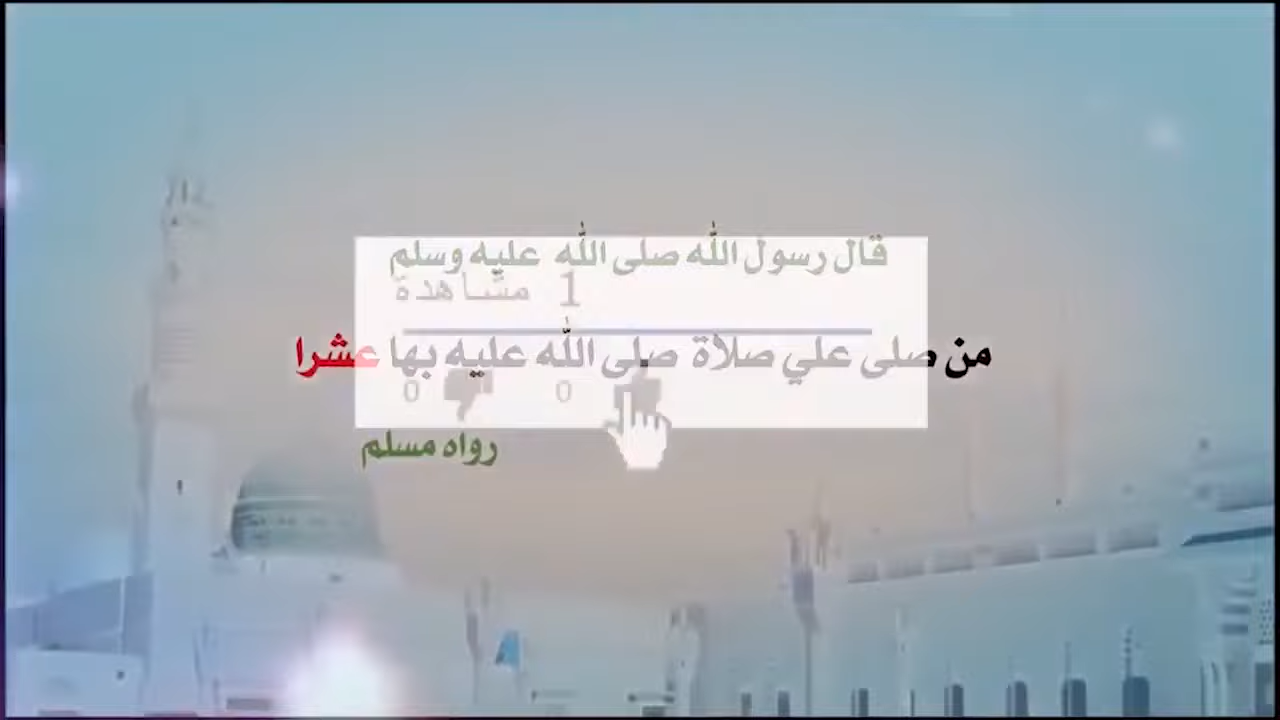 قال رسول الله صلى الله عليه وسلم
1 مشاهدة
من صلى علي صلاة صلى الله عليه بها عشرا
0 0
رواه مسلم